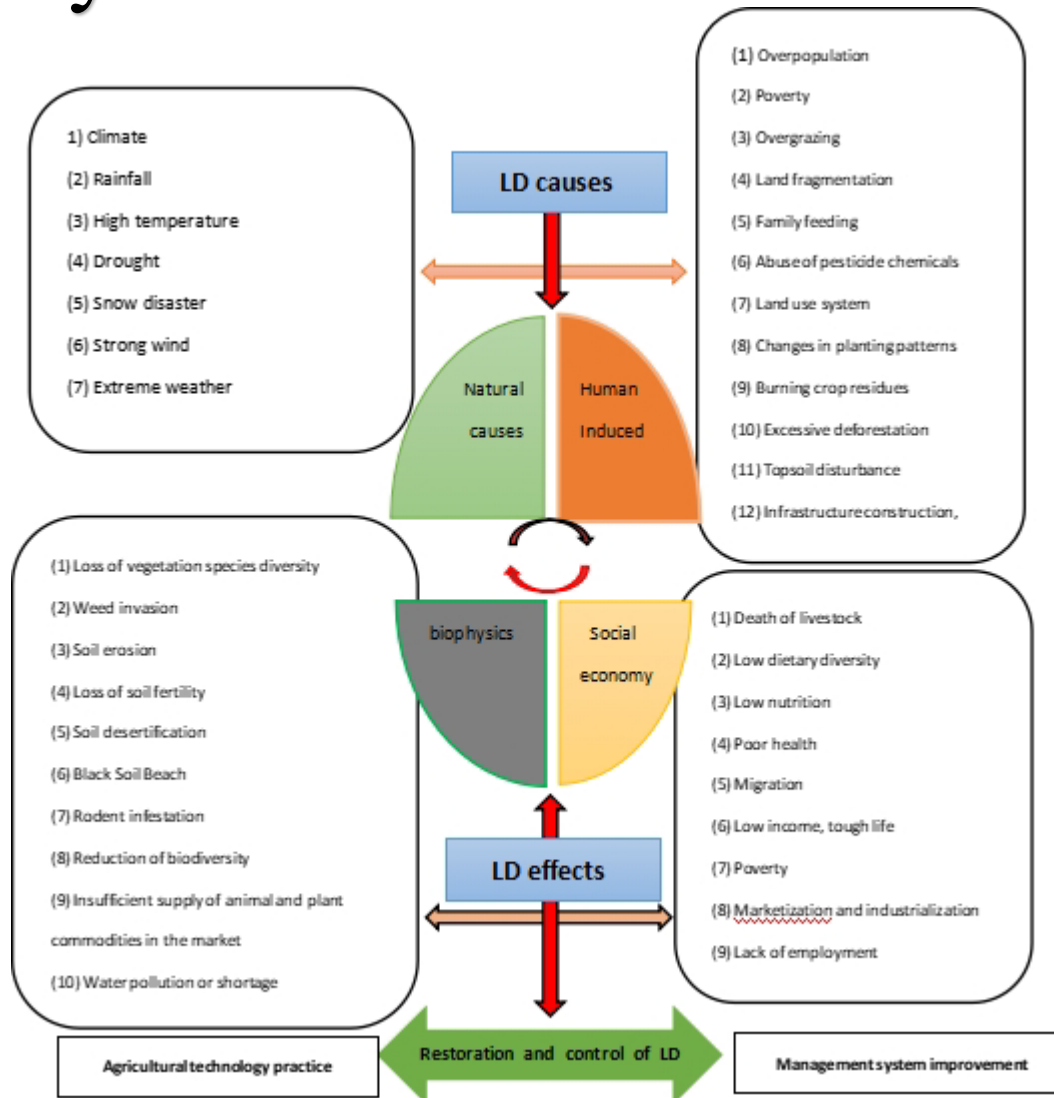 y
1) Climate
(2) Rainfall
(3) High temperature
(4) Drought
(5) Snow disaster
(6) Strong wind
(7) Extreme weather
LD causes
(1) Overpopulation
(2) Poverty
(3) Overgrazing
(4) Land fragmentation
(5) Family feeding
(6) Abuse of pesticide chemicals
(7) Land use system
(8) Changes in planting patterns
(9) Burning crop residues
(10) Excessive deforestation
(11) Topsoil disturbance
(12) Infrastructure construction,
Natural
causes
Human
Induced
(1) Loss of vegetation species diversity
(2) Weed invasion
(3) Soil erosion
(4) Loss of soil fertility
(5) Soil desertification
(6) Black Soil Beach
(7) Rodent infestation
(8) Reduction of biodiversity
(9) Insufficient supply of animal and plant
commodities in the market
(10) Water pollution or shortage
biophysics
Social
economy
(1) Death of livestock
(2) Low dietary diversity
(3) Low nutrition
(4) Poor health
(5) Migration
(6) Low income, tough life
(7) Poverty
(8) Marketization and industrialization
(9) Lack of employment
LD effects
Agricultural technology practice
Restoration and control of LD
Management system improvement